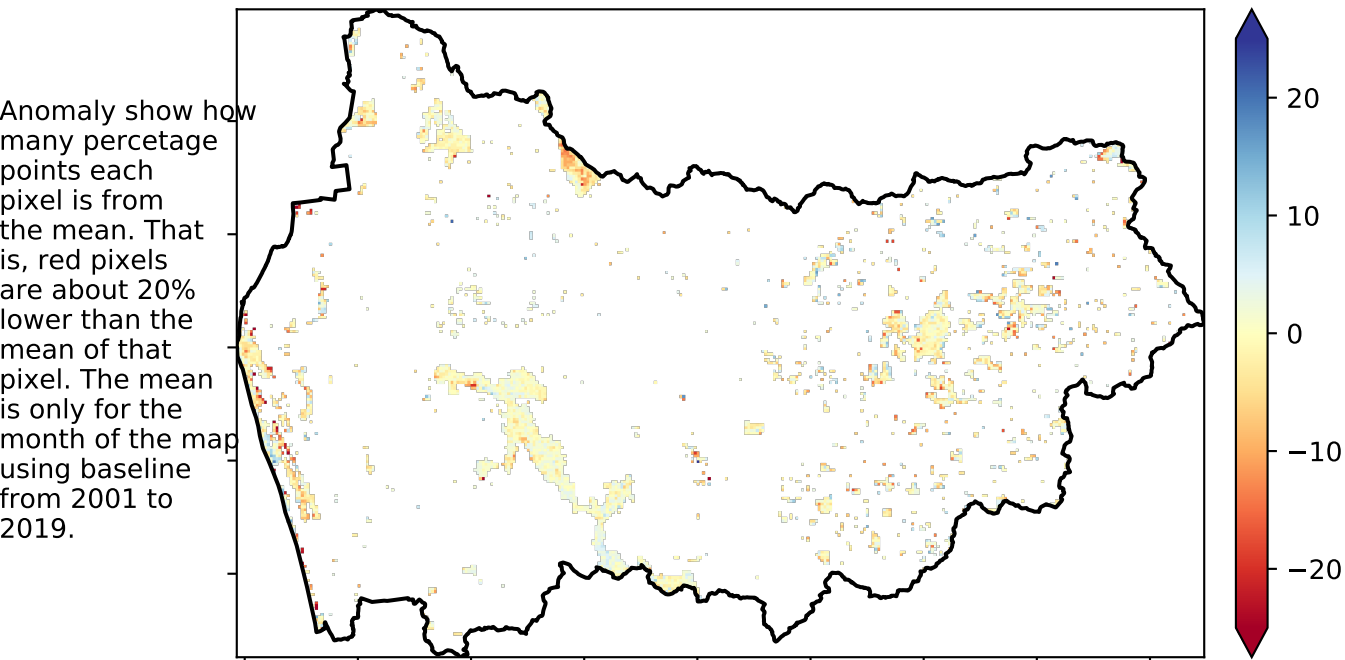 Anomaly show how
many percetage
points each
pixel is from
the mean. That
is, red pixels
are about 20%
lower than the
mean of that
pixel. The mean
is only for the
month of the map
using baseline
from 2001 to
2019.
20
10
0
−10
−20